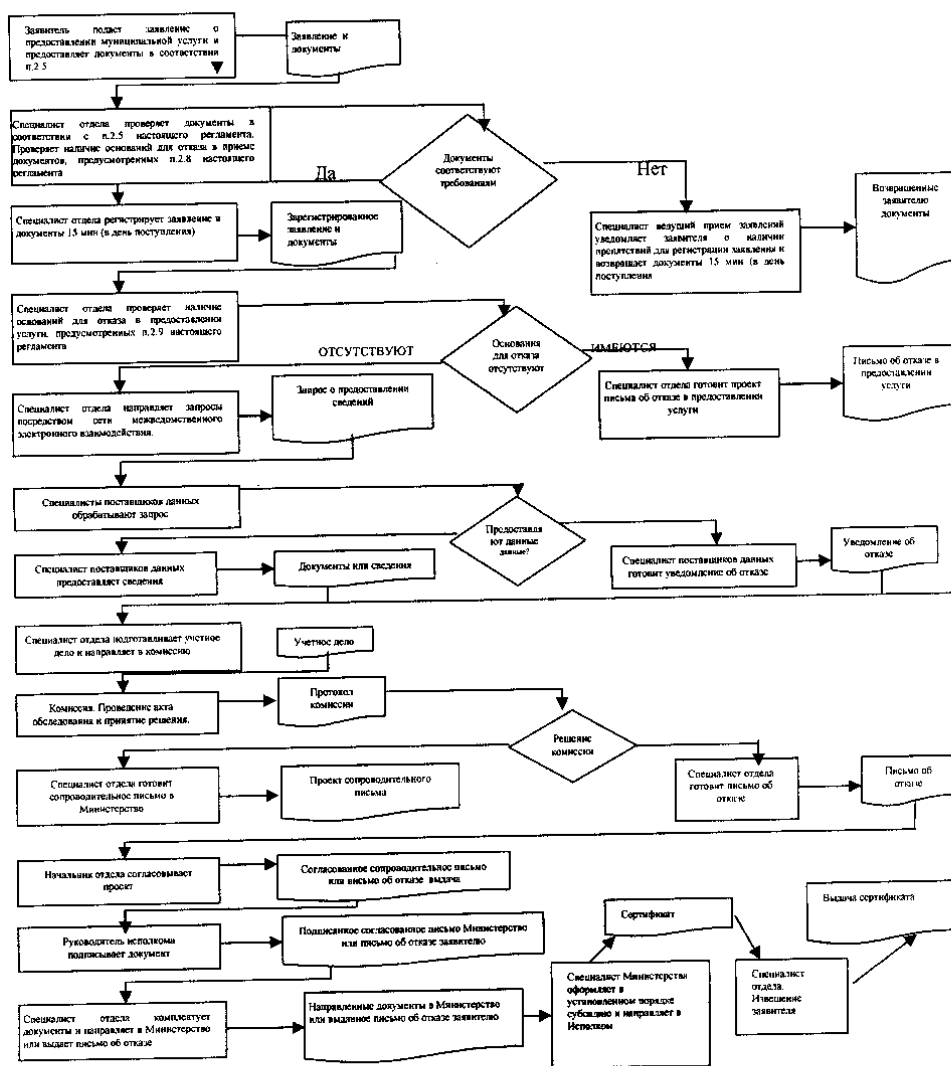 Заявитель подает заявление о
предоставлении муниципальной услуги и
предоставляет документы в соответствии
п.2.5
Заявление и
документы
Специалист отдела проверяет документы в
соответствии с п.2.5 настоящего регламента.
Проверяет наличие оснований для отказа в приеме
документов, предусмотренных п.2.8 настоящего
регламента
Документы
соответствуют
требованиям
Да
Нет
Специалист отдела регистрирует заявление и
документы 15 мин (в день поступления)
Зарегистрированное
заявление и
документы
Специалист ведущий прием заявлений
уведомляет заявителя о наличии
препятствий для регистрации заявления и
возвращает документы 15 мин (в день
поступления
Возвращенные
заявителю
документы
Специалист отдела проверяет наличие
оснований для отказа в предоставлении
услуги, предусмотренных п.2.9 настоящего
регламента
ОТСУТСТВУЮТ
Основания
для отказа
отсутствуют
ИМЕЮТСЯ
Специалист отдела направляет запросы
посредством сети межведомственного
электронного взаимодействия.
Запрос о предоставлении
сведений
Специалист отдела готовит проект
письма об отказе в предоставлении
услуги
Письмо об отказе в
предоставлении
услуги
Специалисты поставщиков данных
обрабатывают запрос
Предоставля
ют данные
данные?
Специалист поставщиков данных
предоставляят сведения
Документы или сведения
Специалист поставщиков данных
готовит уведомление об отказе
Уведомление об
отказе
Специалист отдела подготавливает учетное
дело и направляет в комиссию
Учетное дело
Комиссия. Проведение акта
обследования и принятие решения.
Протокол
комиссии
Решение
комиссии
Специалист отдела готовит
сопроводительное письмо в
Министерство
Проект сопроводительного
письма
Специалист отдела
готовит письмо об
отказе
Письмо об
отказе
Начальник отдела согласовывает
проект
Согласованное сопроводительное письмо
или письмо об отказе выдача
Руководитель исполкома
подписывает документ
Подписанное согласованное письмо Министерство
или письмо об отказе заявителю
Сертификат
Выдача сертификата
Специалист отдела комплектует
документы и направляет в Министерство
или выдает письмо об отказе
Направленные документы в Министерство
или выданное письмо об отказе заявителю
Специалист Министерства
оформляет в
установленном порядке
субсидию и направляет в
Исполком
Специалист
отдела.
Извещение
заявителя